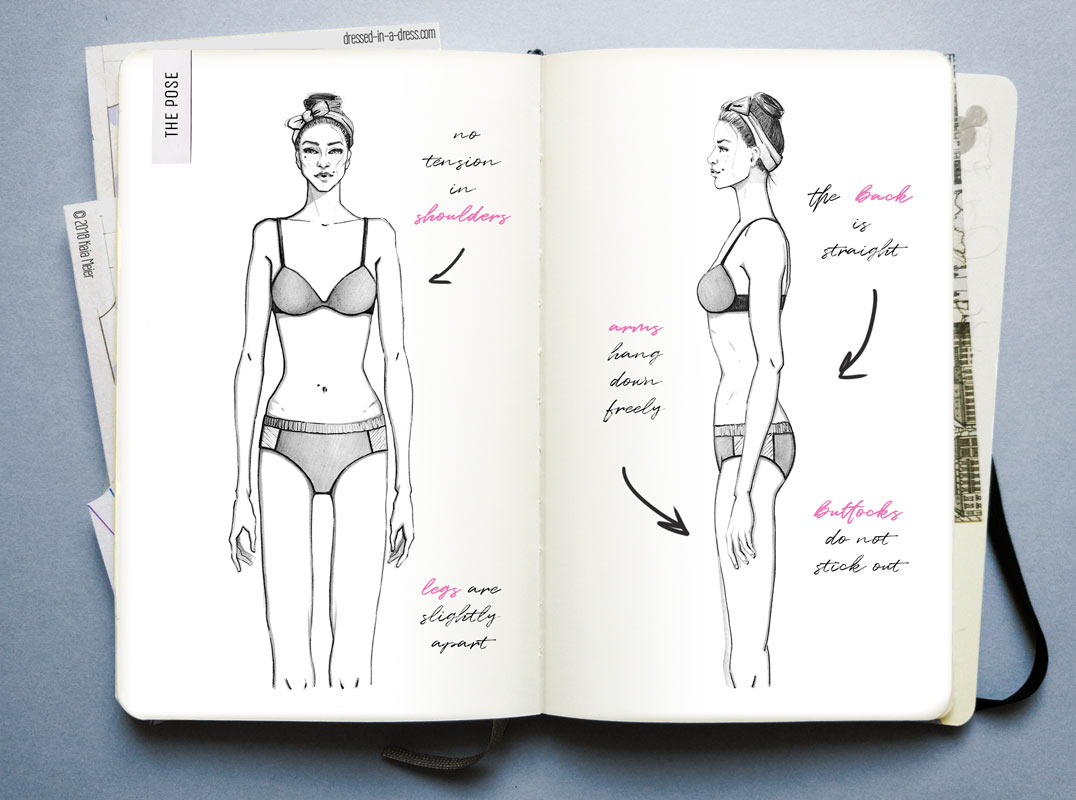 dressed-in-a-dress.com
© 2018 Kaia Meier
THE POSE
no
tension
in
shoulders
legs are
slightly
apart
arms
hang
down
freely
the Back
is
straight
Buttocks
do not
stick out